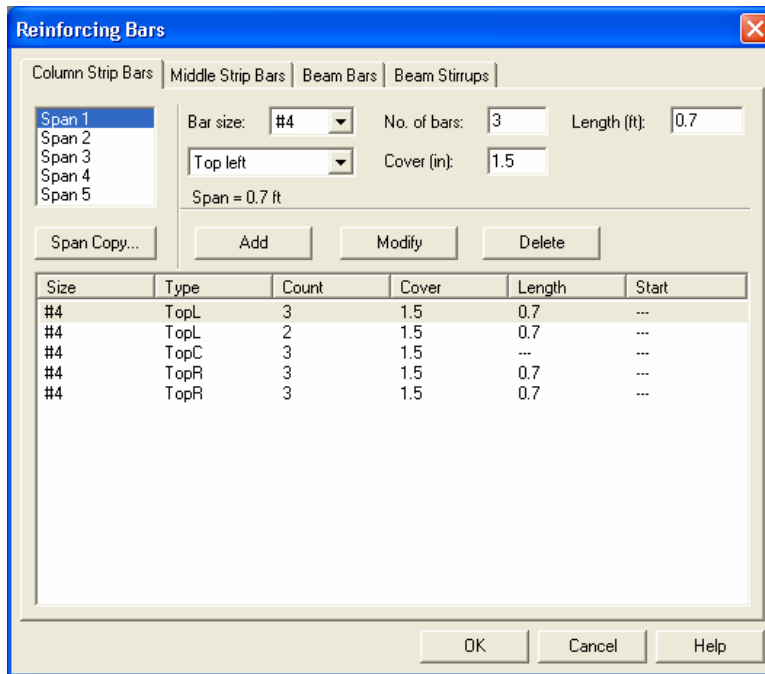 Reinforcing Bars
Column Strip Bars Middle Strip Bars Beam Bars Beam Stirrups
Span 1
Span 2
Span 3
Span 4
Span 5
Bar size: #4 No. of bars: 3 Length (ft): 0.7
Top left Cover (in): 1.5
Span = 0.7 ft
Span Copy... Add Modify Delete
Size Type Count Cover Length Start
#4 TopL 3 1.5 0.7 ---
#4 TopL 2 1.5 0.7 ---
#4 TopC 3 1.5 --- ---
#4 TopR 3 1.5 0.7 ---
#4 TopR 3 1.5 0.7 ---
OK Cancel Help